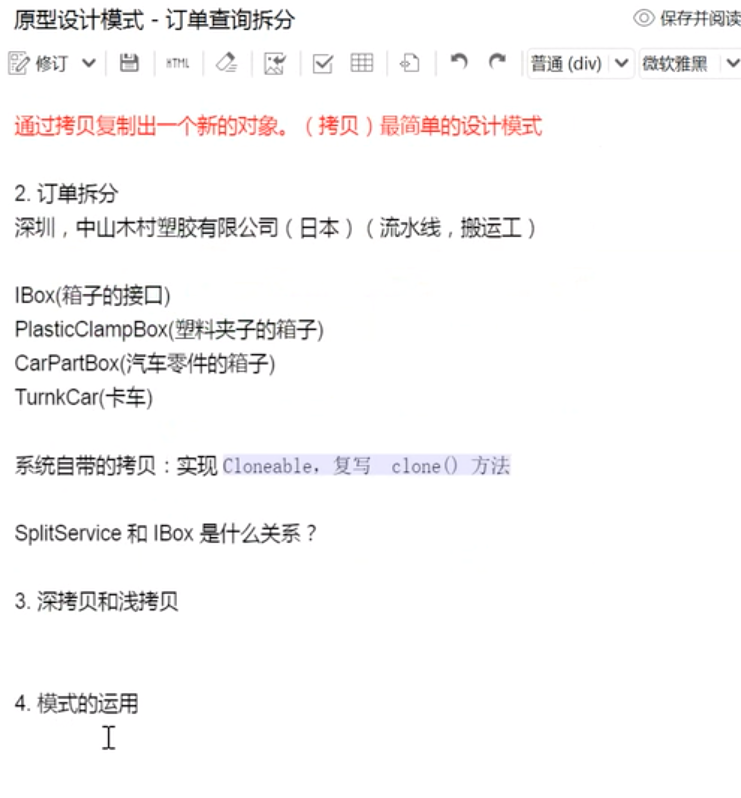 原型设计模式 - 订单查询拆分
保存并阅读
修订 HTML 普通 (div) 微软雅黑
通过拷贝复制出一个新的对象。（拷贝）最简单的设计模式
2. 订单拆分
深圳，中山木村塑胶有限公司（日本）（流水线，搬运工）
IBox(箱子的接口)
PlasticClampBox(塑料夹子的箱子)
CarPartBox(汽车零件的箱子)
TurnkCar(卡车)
系统自带的拷贝：实现 Cloneable，复写 clone() 方法
SplitService 和 IBox 是什么关系？
3. 深拷贝和浅拷贝
4. 模式的运用